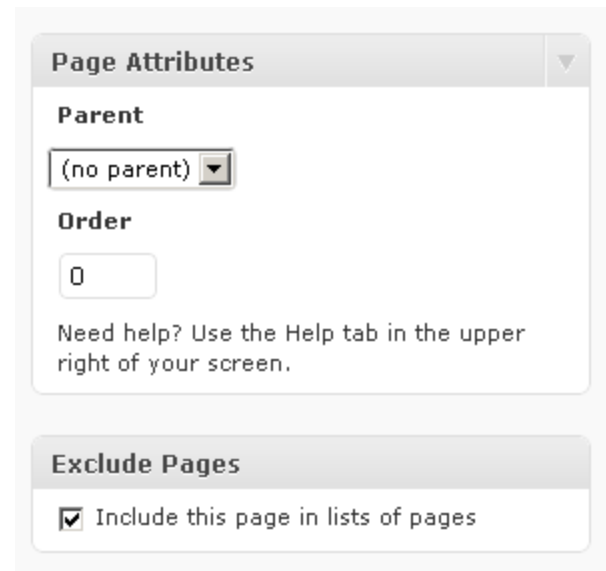 Page Attributes
Parent
(no parent)
Order
0
Need help? Use the Help tab in the upper
right of your screen.
Exclude Pages
Include this page in lists of pages